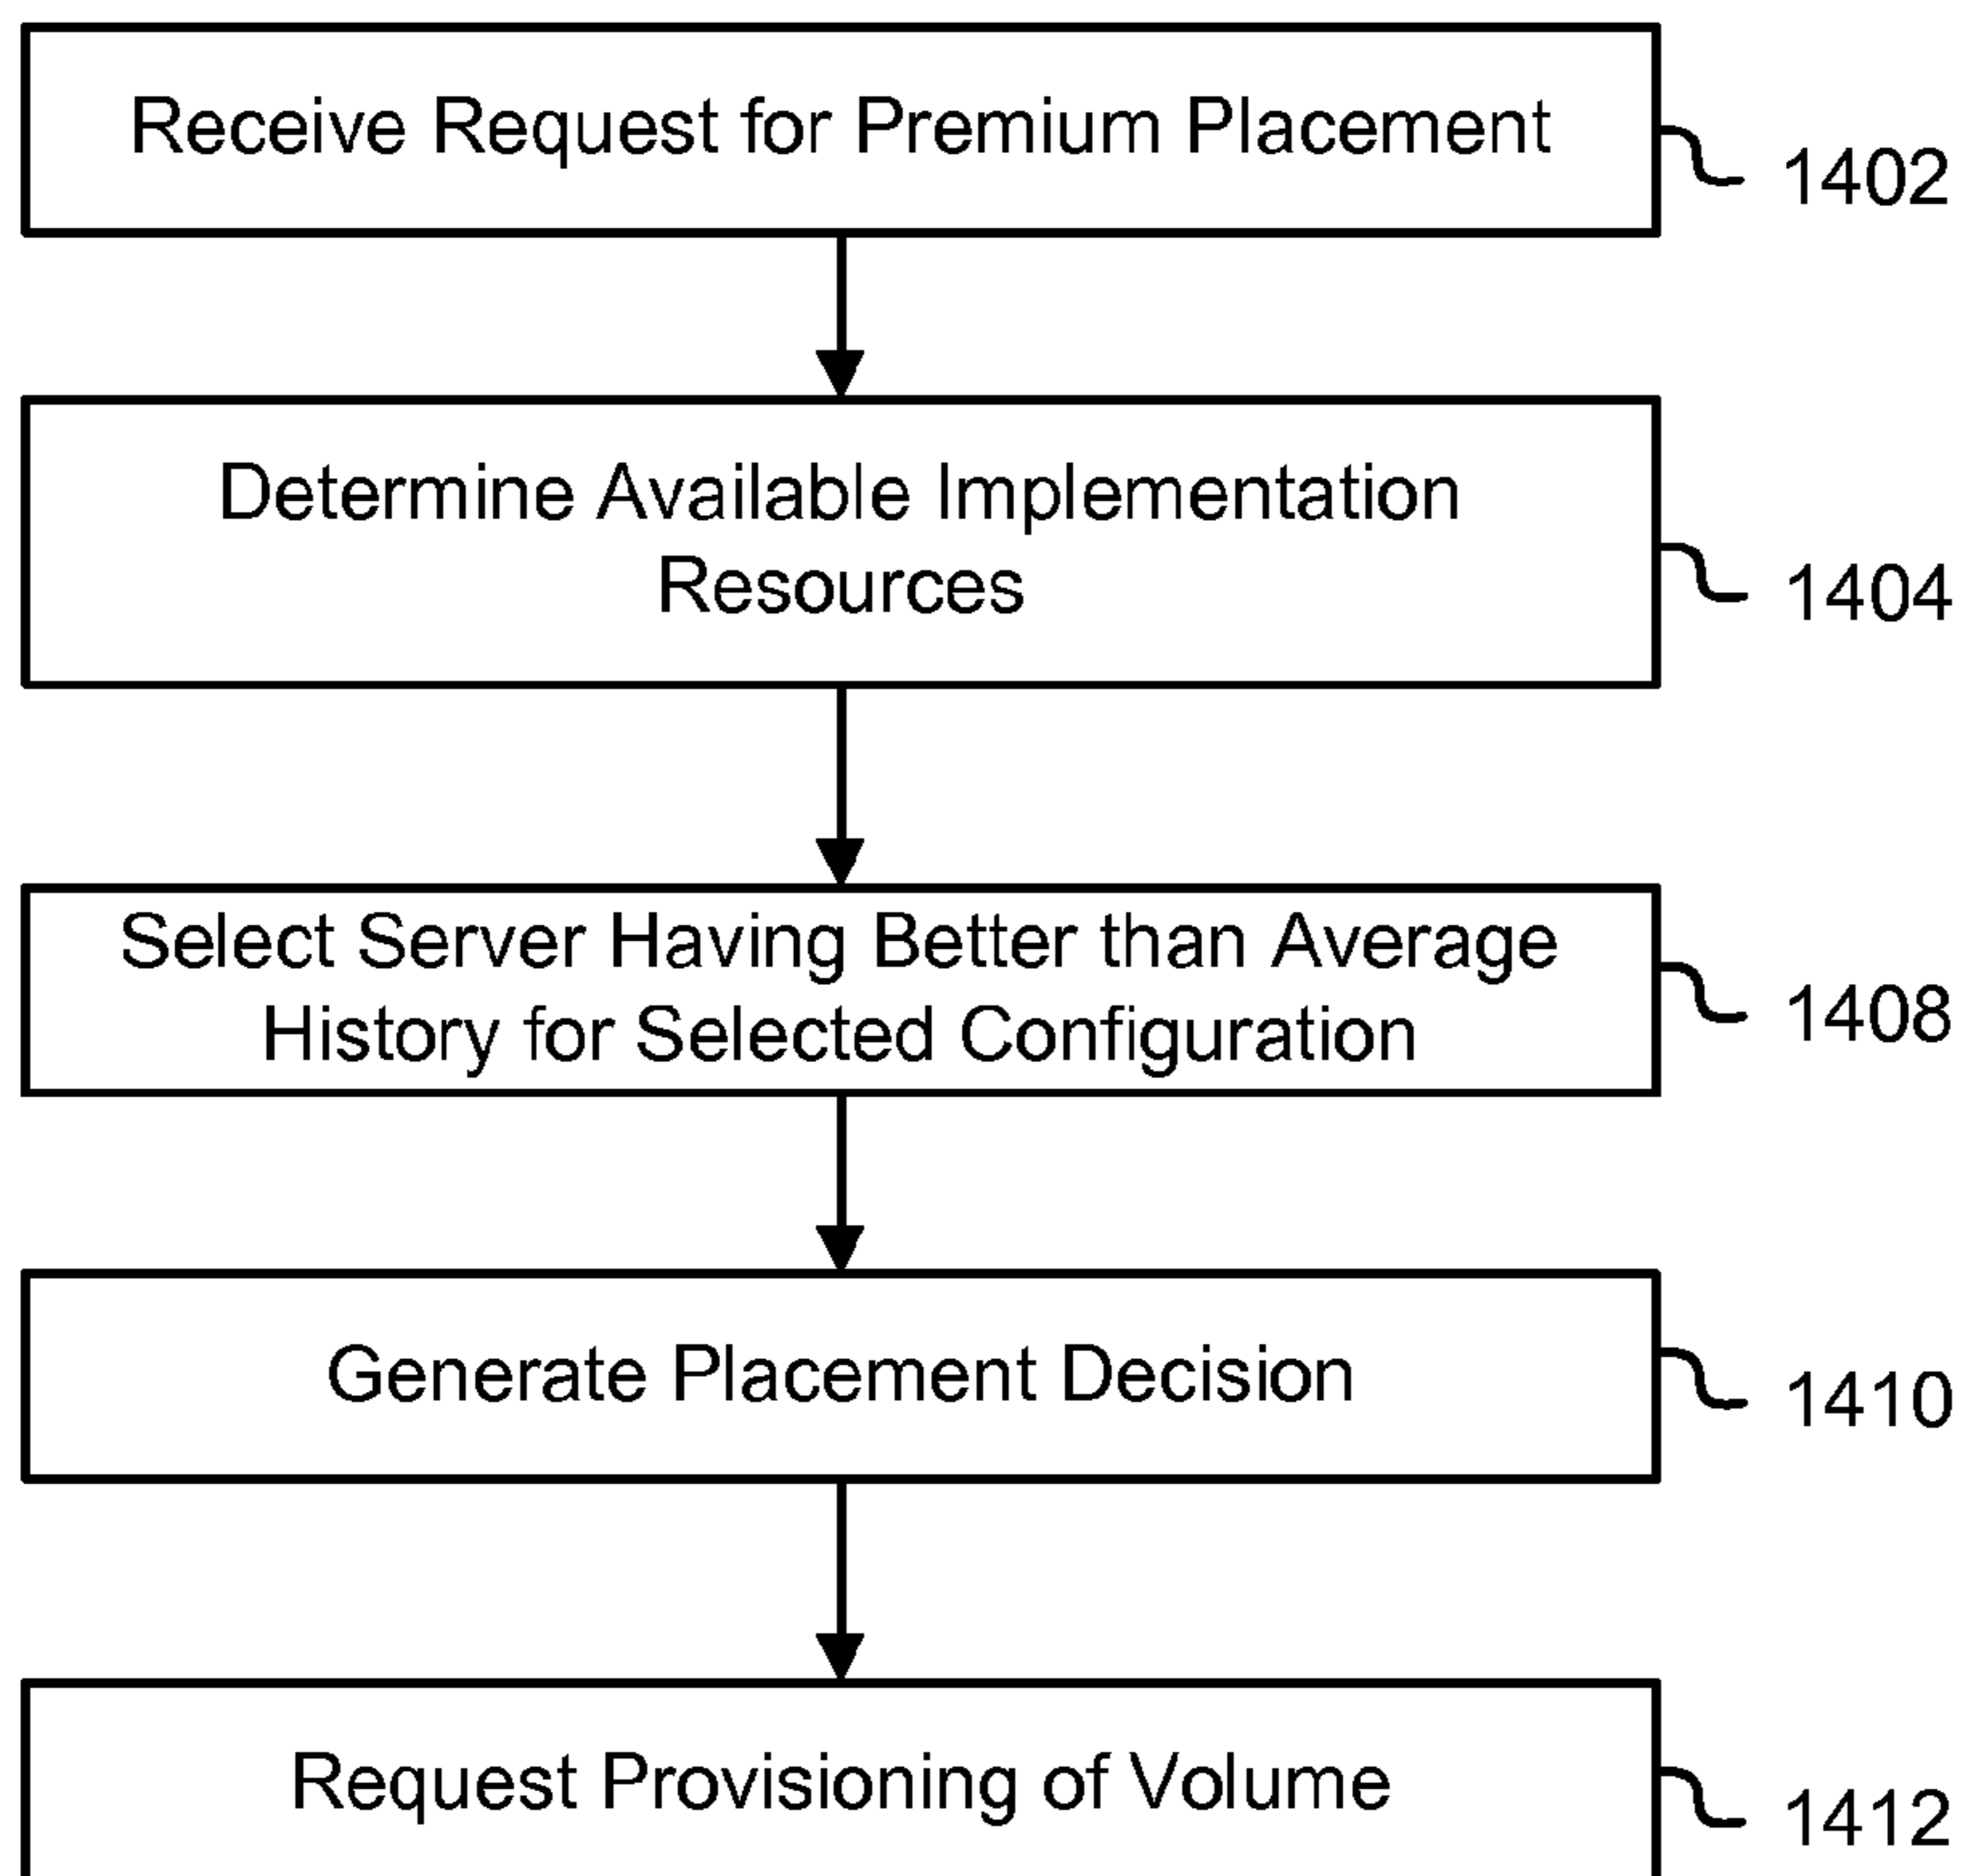 Receive Request for Premium Placement
1402
Determine Available Implementation
Resources
1404
Select Server Having Better than Average
History for Selected Configuration
1408
Generate Placement Decision
1410
Request Provisioning of Volume
1412